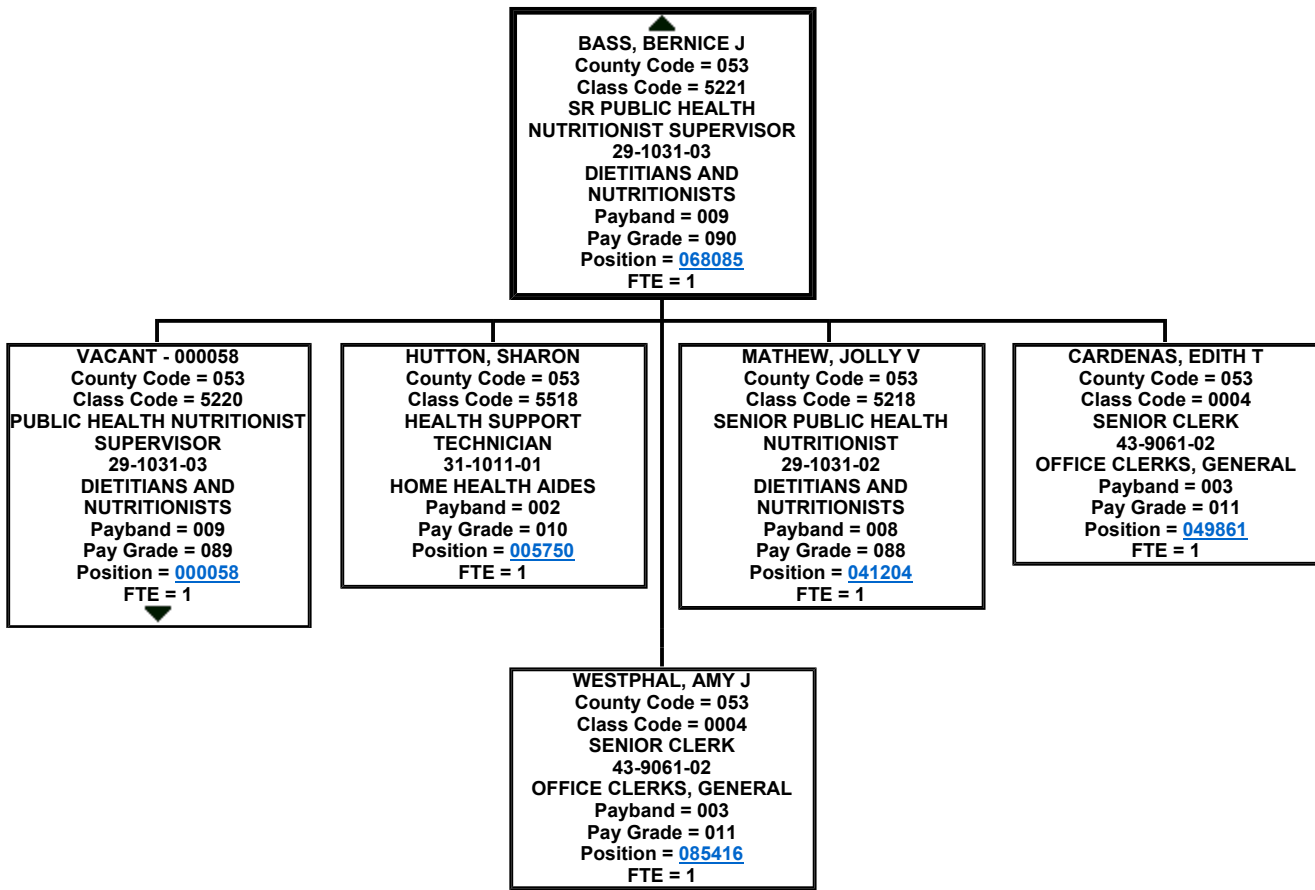 BASS, BERNICE J
County Code = 053
Class Code = 5221
SR PUBLIC HEALTH
NUTRITIONIST SUPERVISOR
29-1031-03
DIETITIANS AND
NUTRITIONISTS
Payband = 009
Pay Grade = 090
Position = 068085
FTE = 1
VACANT - 000058
County Code = 053
Class Code = 5220
PUBLIC HEALTH NUTRITIONIST
SUPERVISOR
29-1031-03
DIETITIANS AND
NUTRITIONISTS
Payband = 009
Pay Grade = 089
Position = 000058
FTE = 1
HUTTON, SHARON
County Code = 053
Class Code = 5518
HEALTH SUPPORT
TECHNICIAN
31-1011-01
HOME HEALTH AIDES
Payband = 002
Pay Grade = 010
Position = 005750
FTE = 1
MATHEW, JOLLY V
County Code = 053
Class Code = 5218
SENIOR PUBLIC HEALTH
NUTRITIONIST
29-1031-02
DIETITIANS AND
NUTRITIONISTS
Payband = 008
Pay Grade = 088
Position = 041204
FTE = 1
CARDENAS, EDITH T
County Code = 053
Class Code = 0004
SENIOR CLERK
43-9061-02
OFFICE CLERKS, GENERAL
Payband = 003
Pay Grade = 011
Position = 049861
FTE = 1
WESTPHAL, AMY J
County Code = 053
Class Code = 0004
SENIOR CLERK
43-9061-02
OFFICE CLERKS, GENERAL
Payband = 003
Pay Grade = 011
Position = 085416
FTE = 1